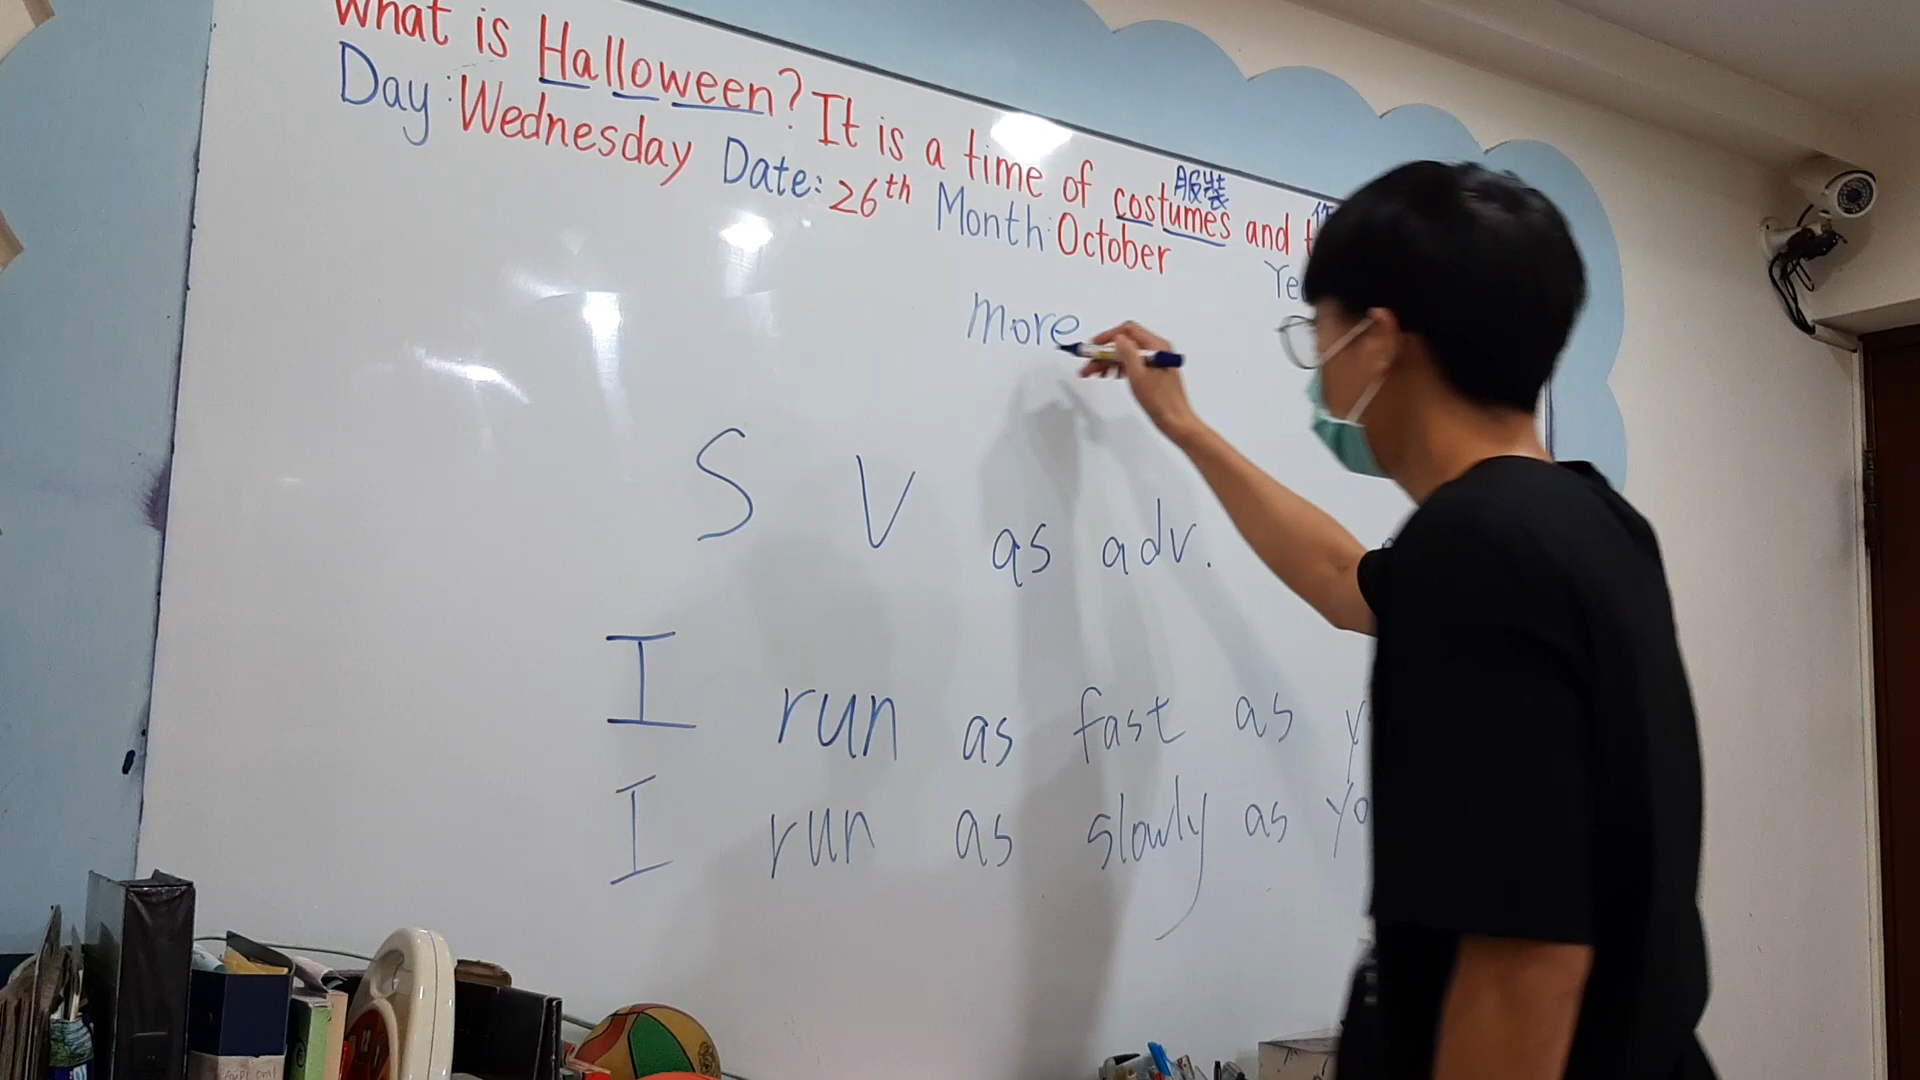 What is Halloween? It is a time of costumes and
服裝
Day: Wednesday Date: 26th Month: October
more
S V as adv.
I run as fast as
I run as slowly as